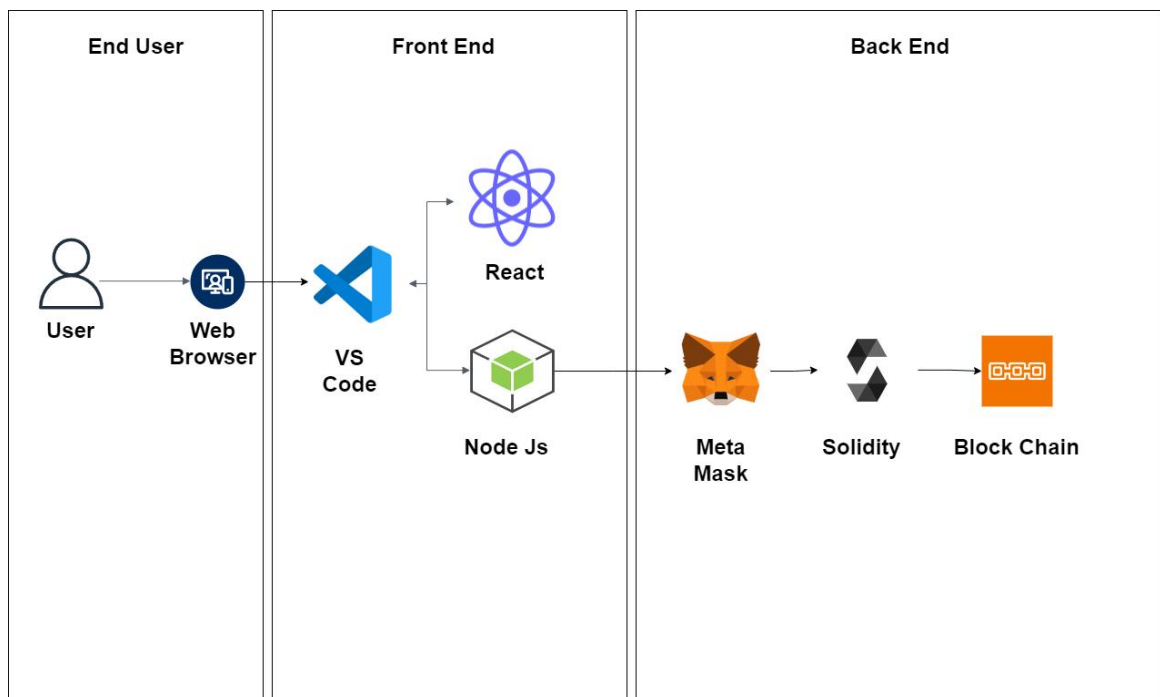 End User
Front End
Back End
User
Web
Browser
VS
Code
React
Node Js
Meta
Mask
Solidity
Block Chain